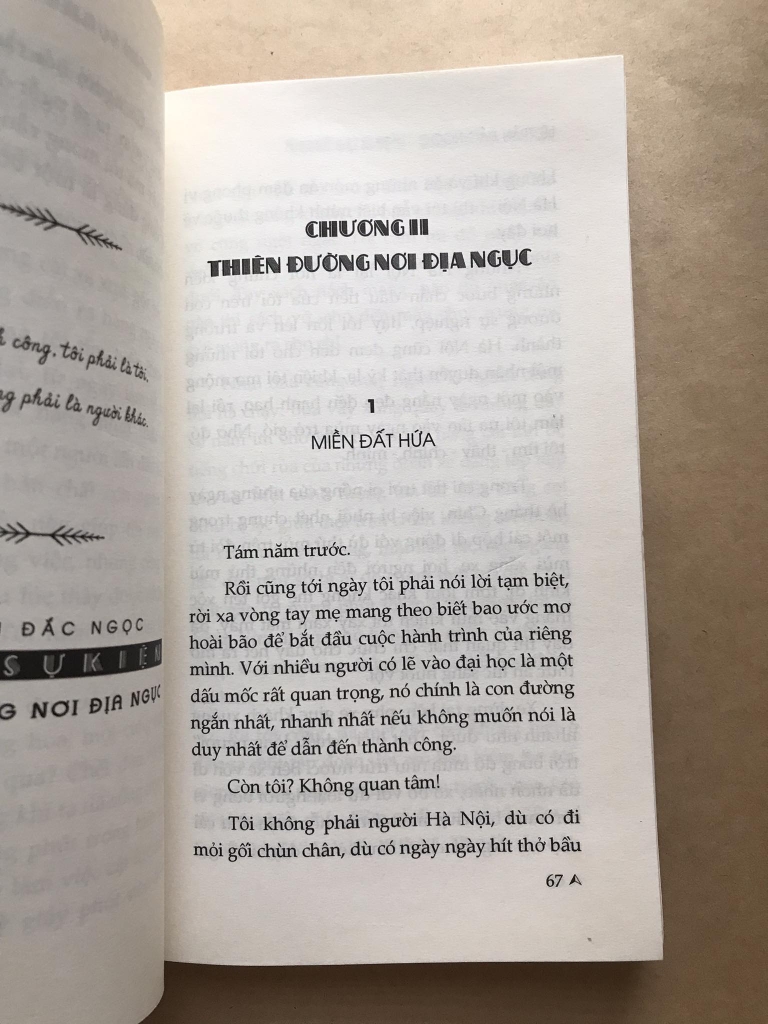 công, tôi phải là tôi,
phải là người khác.
ĐẮC NGỌC
SỰ KIỆN
NƠI ĐỊA NGỤC
CHƯƠNG II
THIÊN ĐƯỜNG NƠI ĐỊA NGỤC
1
MIỀN ĐẤT HỨA
Tám năm trước.
Rồi cũng tới ngày tôi phải nói lời tạm biệt,
rời xa vòng tay mẹ mang theo biết bao ước mơ
hoài bão để bắt đầu cuộc hành trình của riêng
mình. Với nhiều người có lẽ vào đại học là một
dấu mốc rất quan trọng, nó chính là con đường
ngắn nhất, nhanh nhất nếu không muốn nói là
duy nhất để dẫn đến thành công.
Còn tôi? Không quan tâm!
Tôi không phải người Hà Nội, dù có đi
mỏi gối chùn chân, dù có ngày ngày hít thở bầu
67